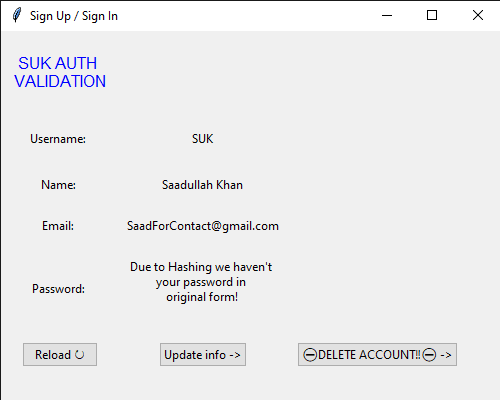 Sign Up / Sign In
SUK AUTH
VALIDATION
Username: SUK
Name: Saadullah Khan
Email: SaadForContact@gmail.com
Password: Due to Hashing we haven't
your password in
original form!
Reload ↻ Update info -> ⛔DELETE ACCOUNT‼⛔ ->